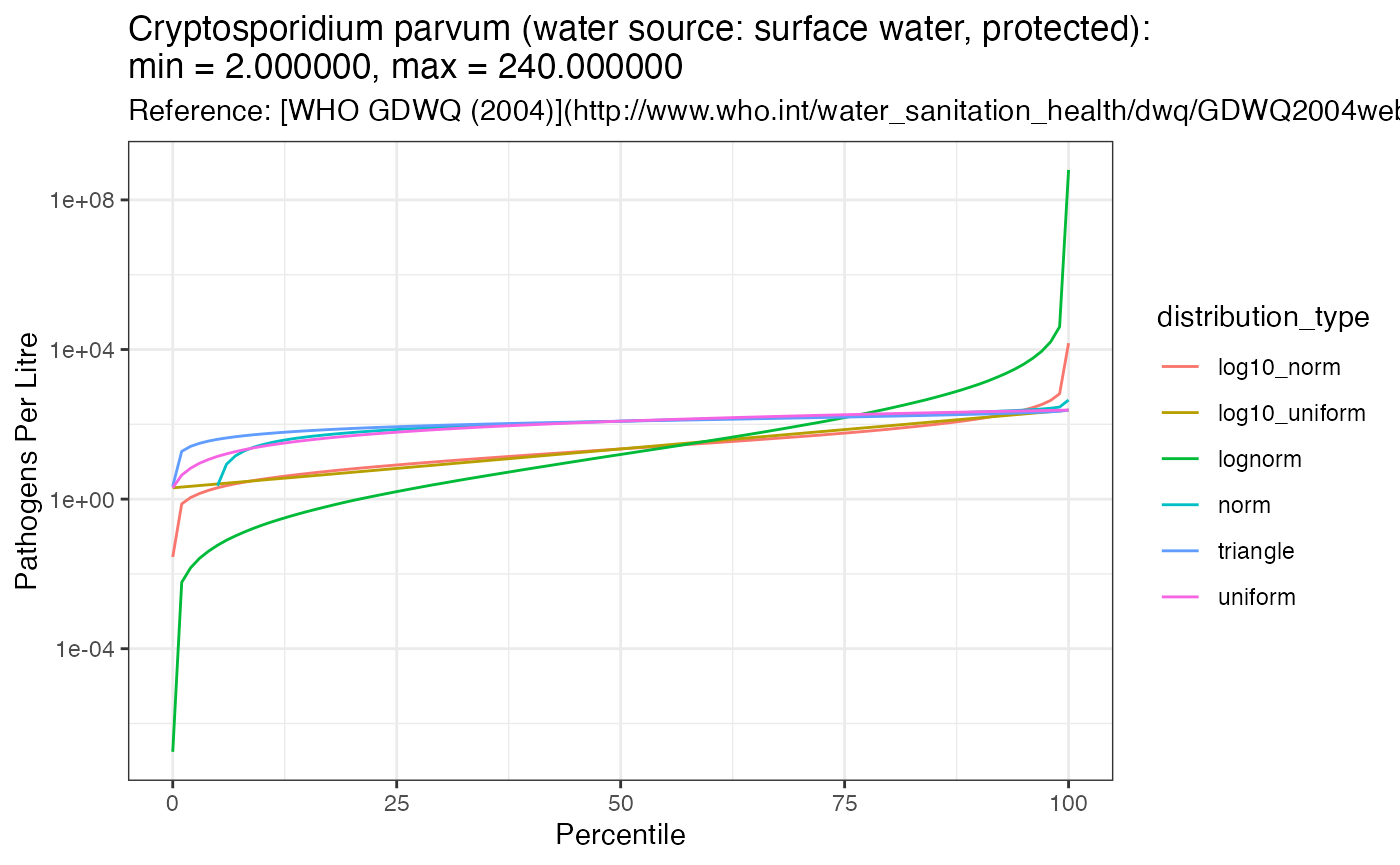 Cryptosporidium parvum (water source: surface water, protected):
min = 2.000000, max = 240.000000
Reference: [WHO GDWQ (2004)](http://www.who.int/water_sanitation_health/dwq/GDWQ2004web
Pathogens Per Litre
1e+08
1e+04
1e+00
1e-04
0 25 50 75 100
Percentile
distribution_type
log10_norm
log10_uniform
lognorm
norm
triangle
uniform